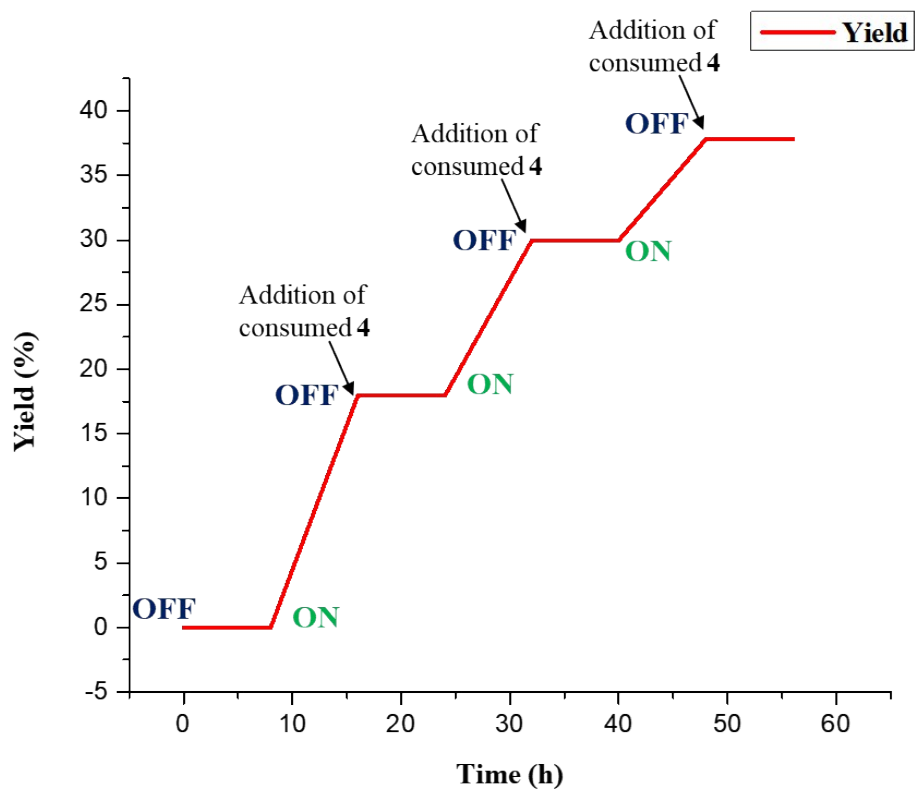 Yield
Addition of
consumed 4
OFF
Addition of
consumed 4
OFF
ON
Addition of
consumed 4
OFF
ON
OFF
ON
40
35
30
25
20
15
10
5
0
-5
Yield (%)
0 10 20 30 40 50 60
Time (h)